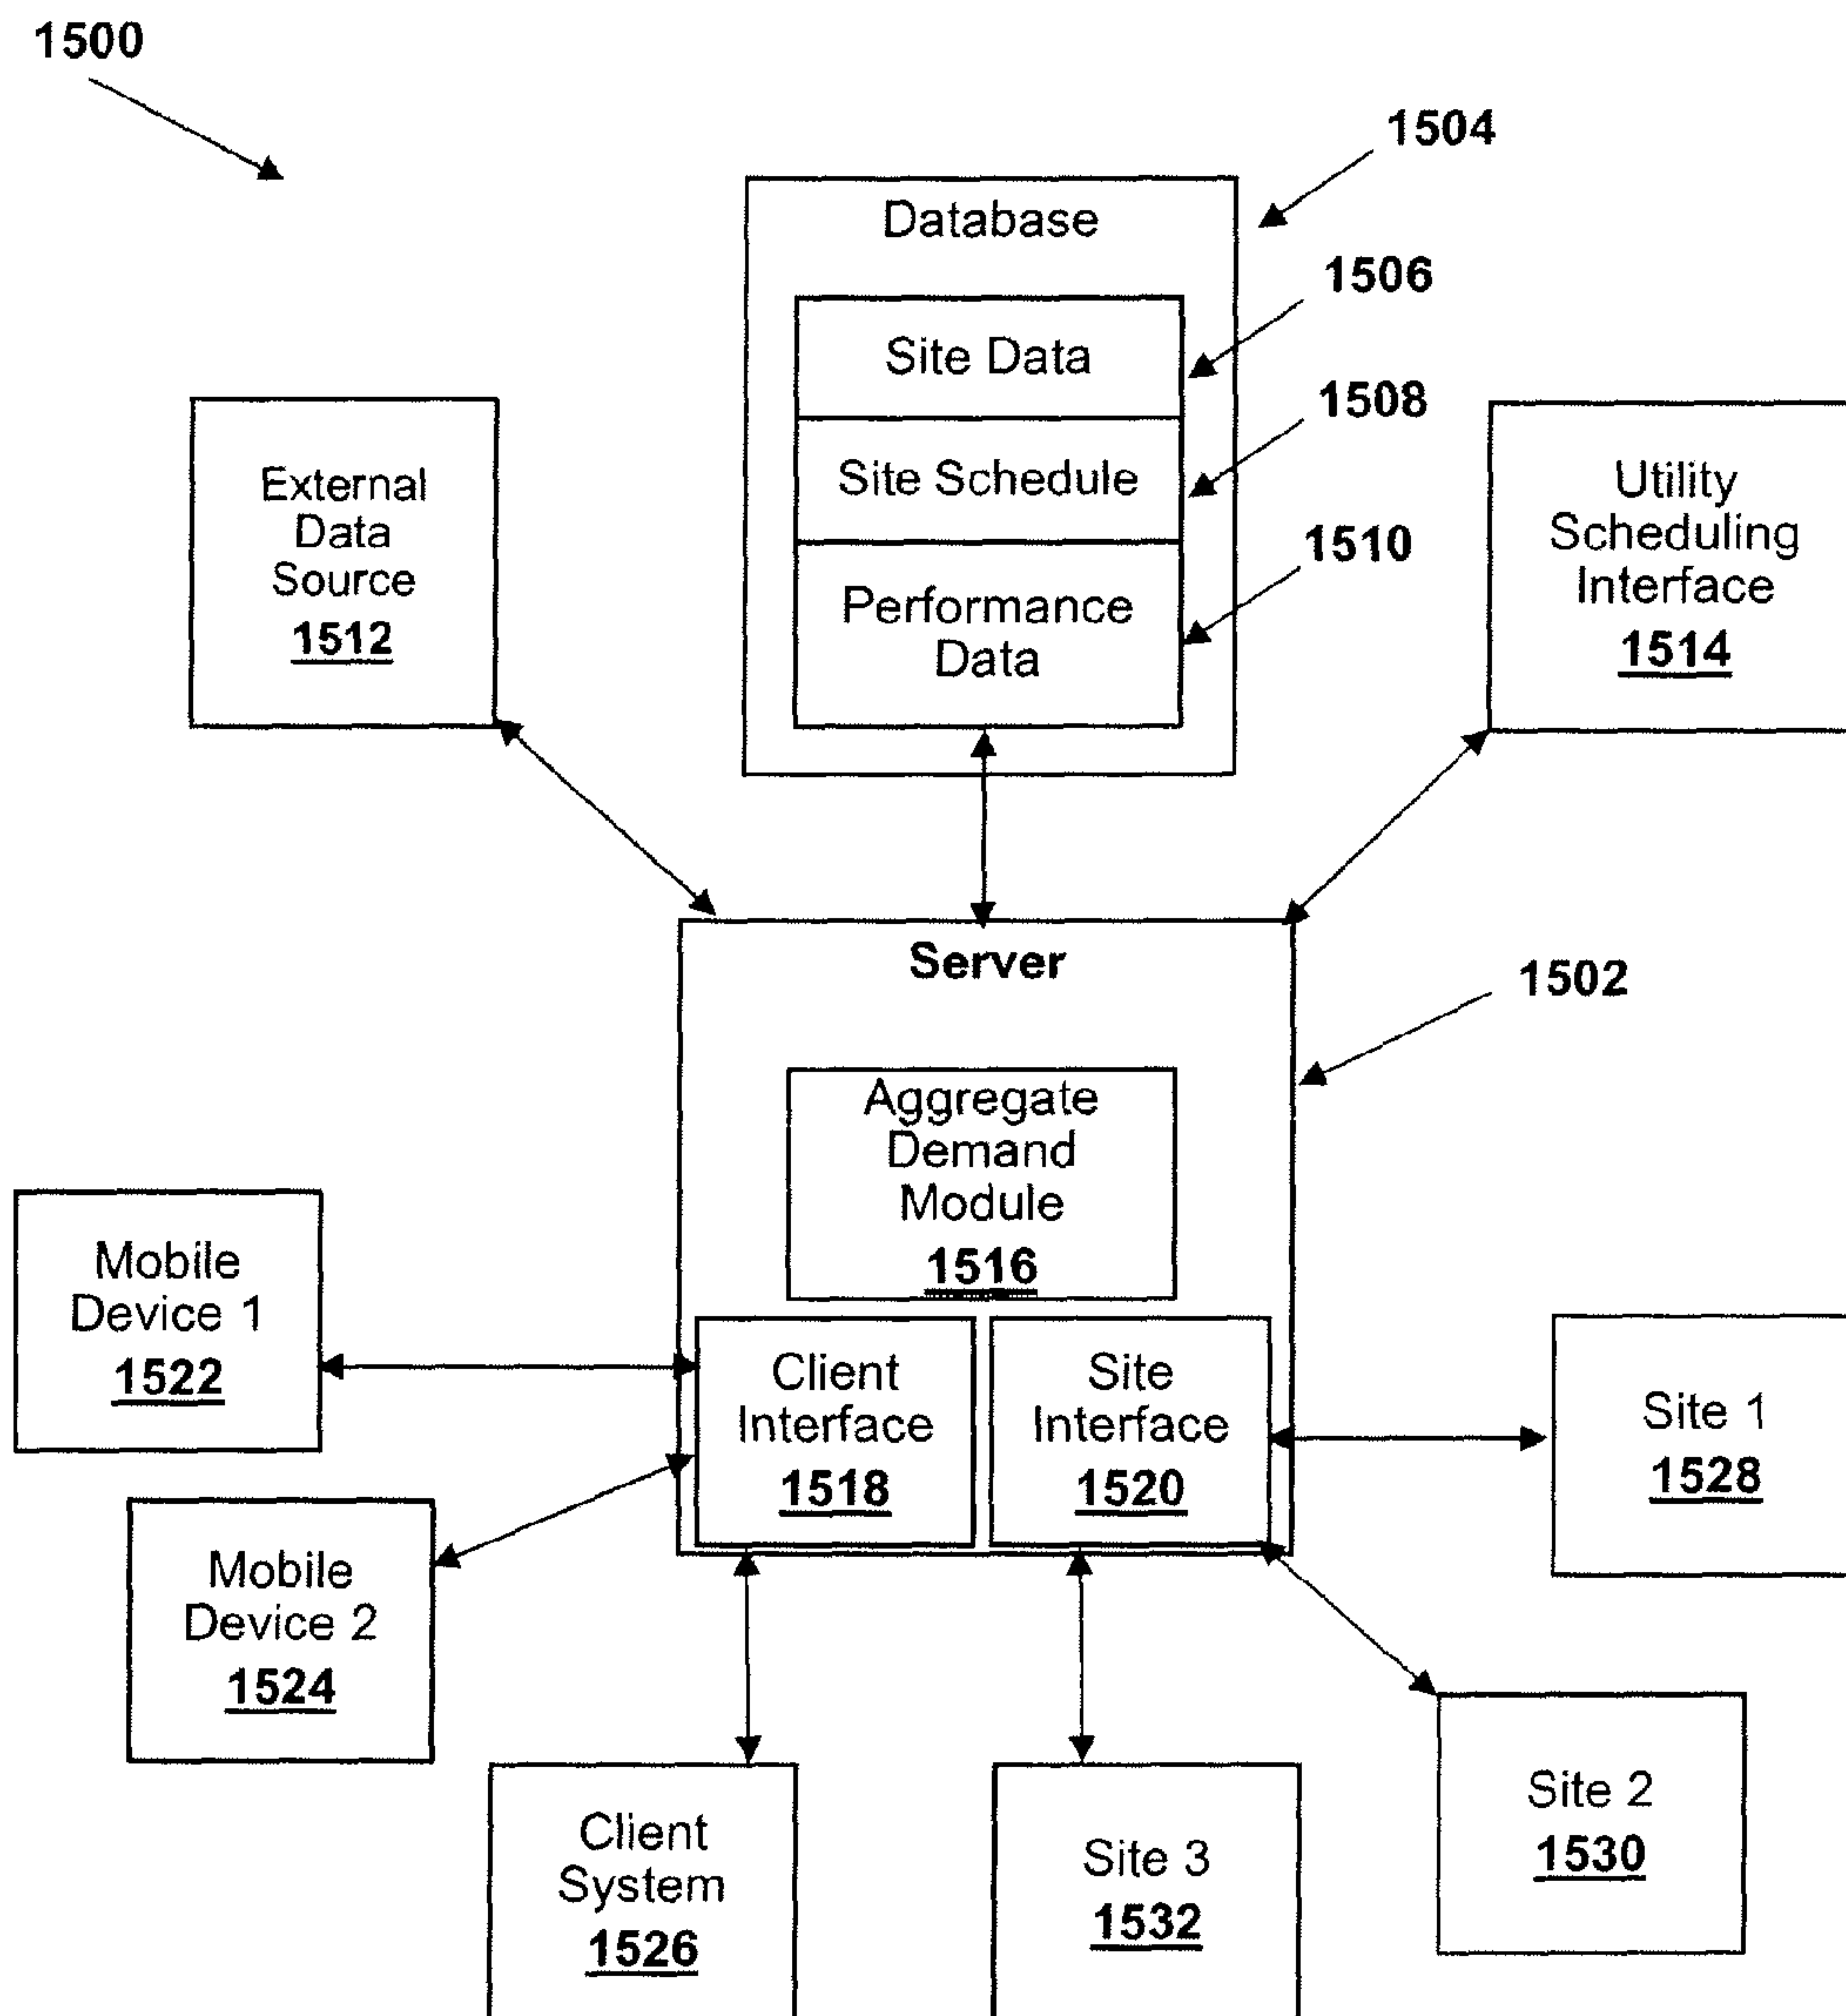 1500
1504
Database
1506
Site Data
1508
Site Schedule
1510
Performance
Data
External
Data
Source
1512
Utility
Scheduling
Interface
1514
Server
1502
Aggregate
Demand
Module
1516
Mobile
Device 1
1522
Client
Interface
1518
Site
Interface
1520
Site 1
1528
Mobile
Device 2
1524
Client
System
1526
Site 3
1532
Site 2
1530